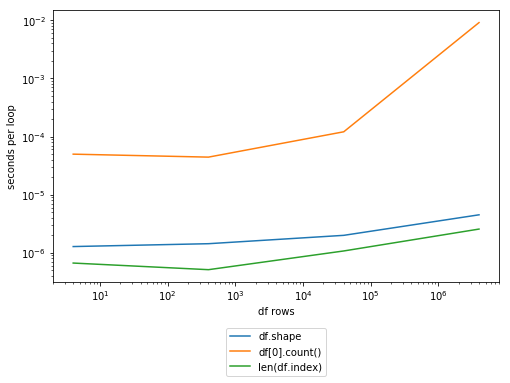 10⁻²
10⁻³
10⁻⁴
10⁻⁵
10⁻⁶
seconds per loop
10¹ 10² 10³ 10⁴ 10⁵ 10⁶
df rows
df.shape
df[0].count()
len(df.index)